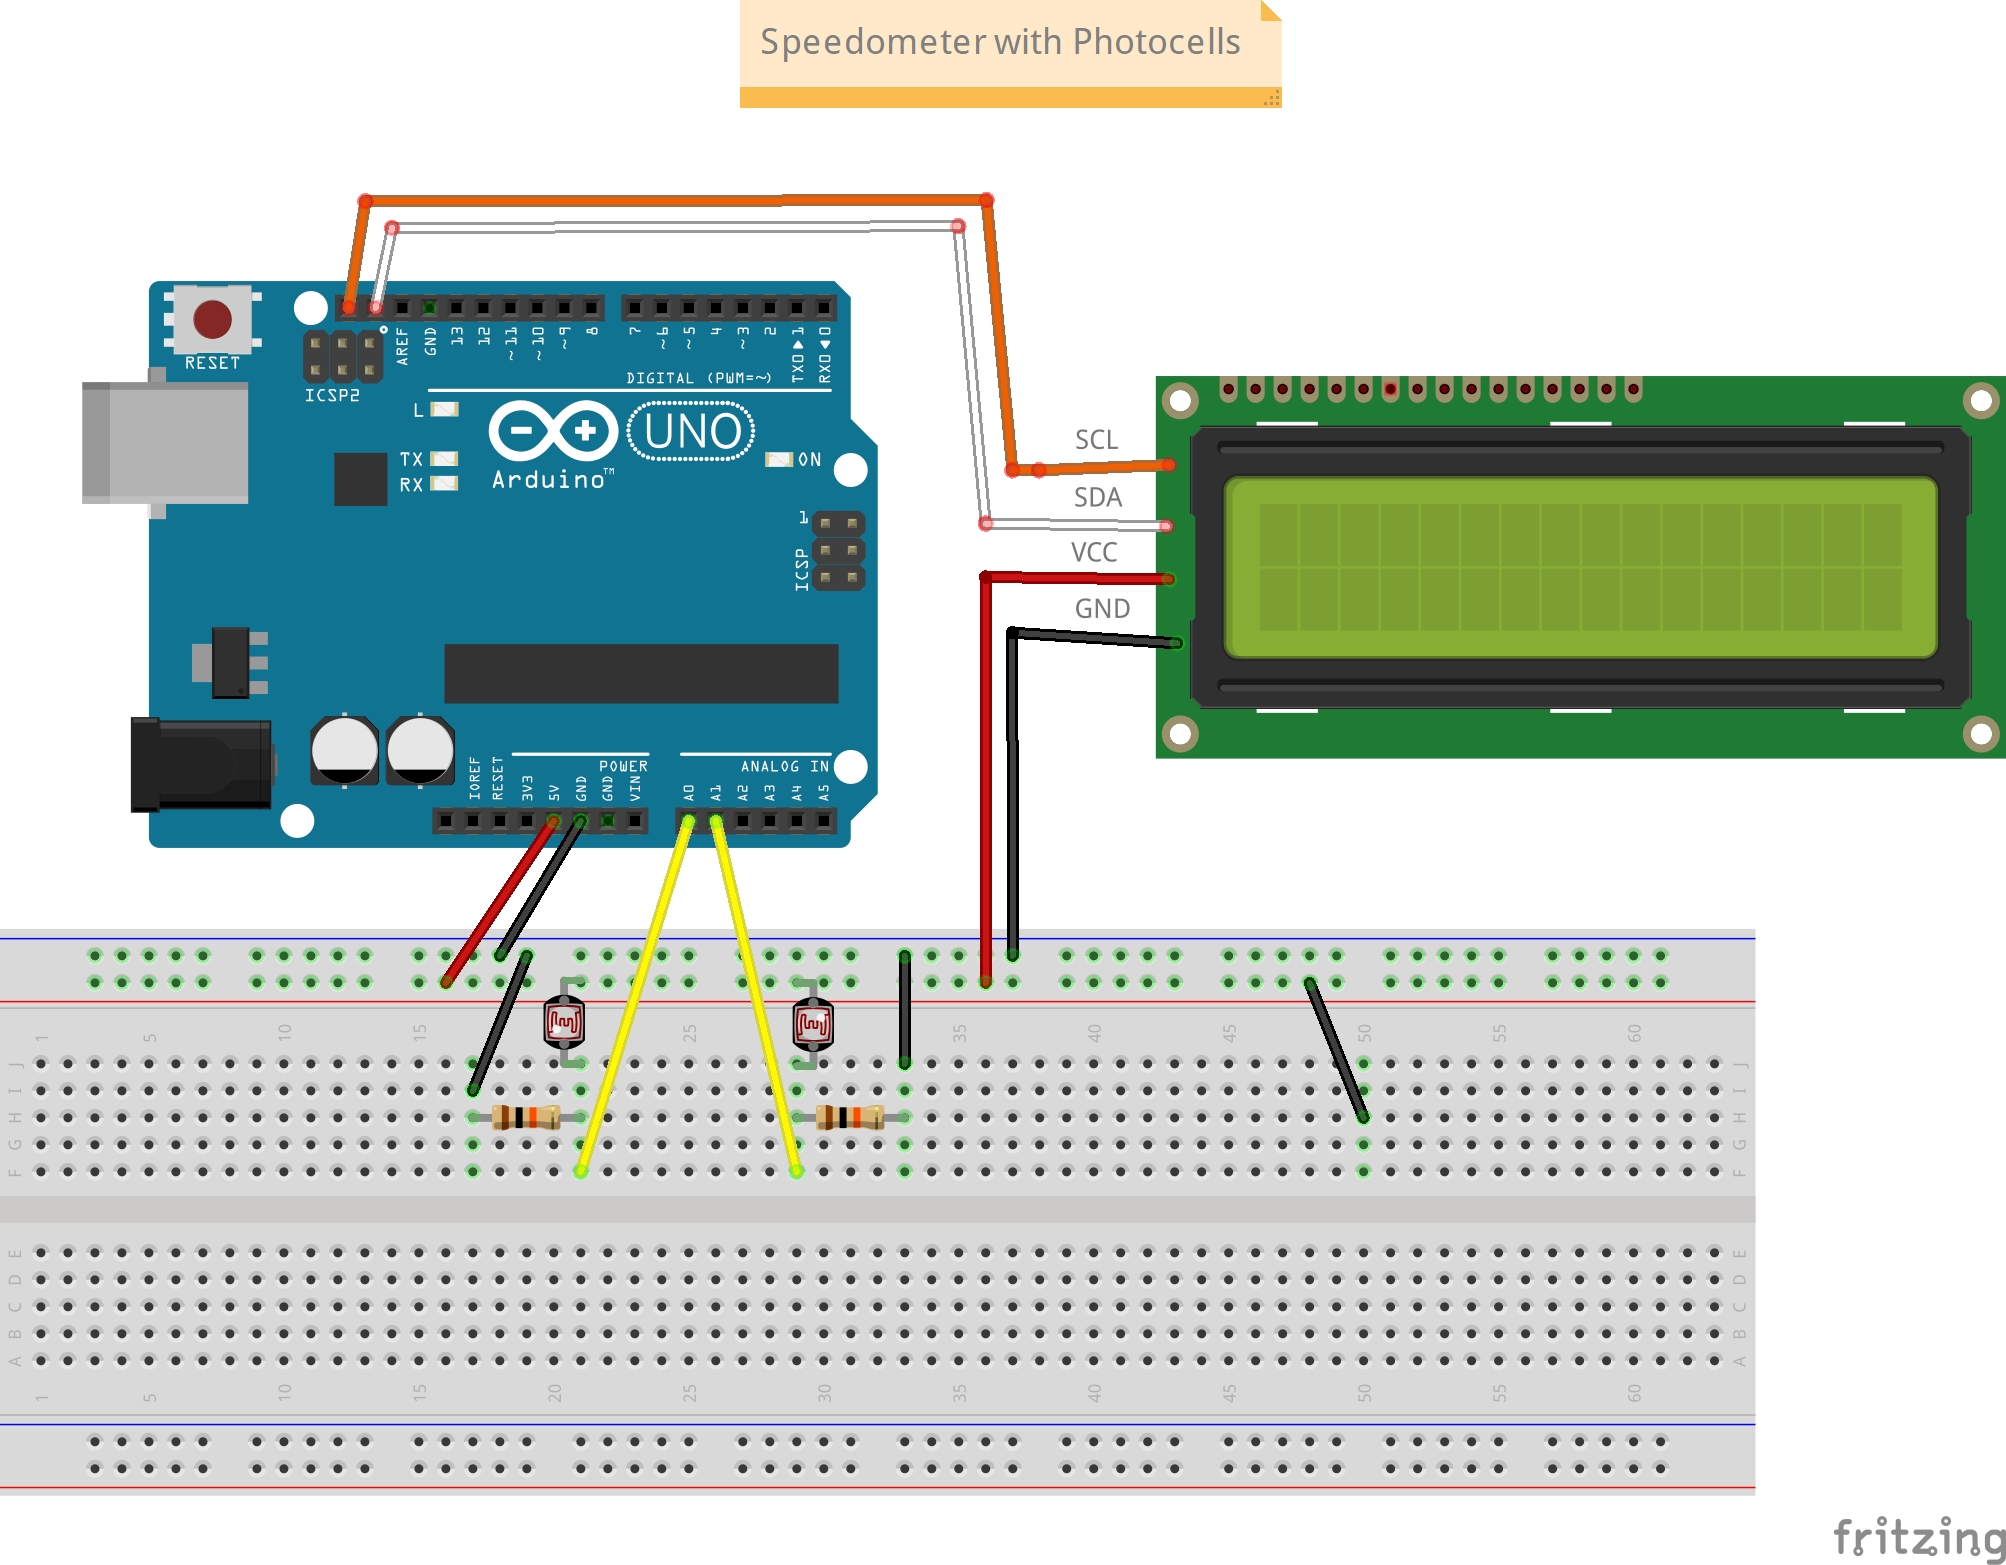 Speedometer with Photocells
RESET
ICSP2
AREF
GND
13
12
~11
~10
~9
8
7
~6
~5
4
~3
2
TX0▶1
RX0◀0
DIGITAL (PWM=~)
L
TX
RX
UNO
Arduino™
ON
1
ICSP
SCL
SDA
VCC
GND
POWER
ANALOG IN
IOREF
RESET
3V3
5V
GND
GND
VIN
A0
A1
A2
A3
A4
A5
1 5 10 15 25 30 35 40 45 50 55 60
J J
I I
H H
G G
F F
E E
D D
C C
B B
A A
1 5 10 15 20 25 30 35 40 45 50 55 60
fritzing